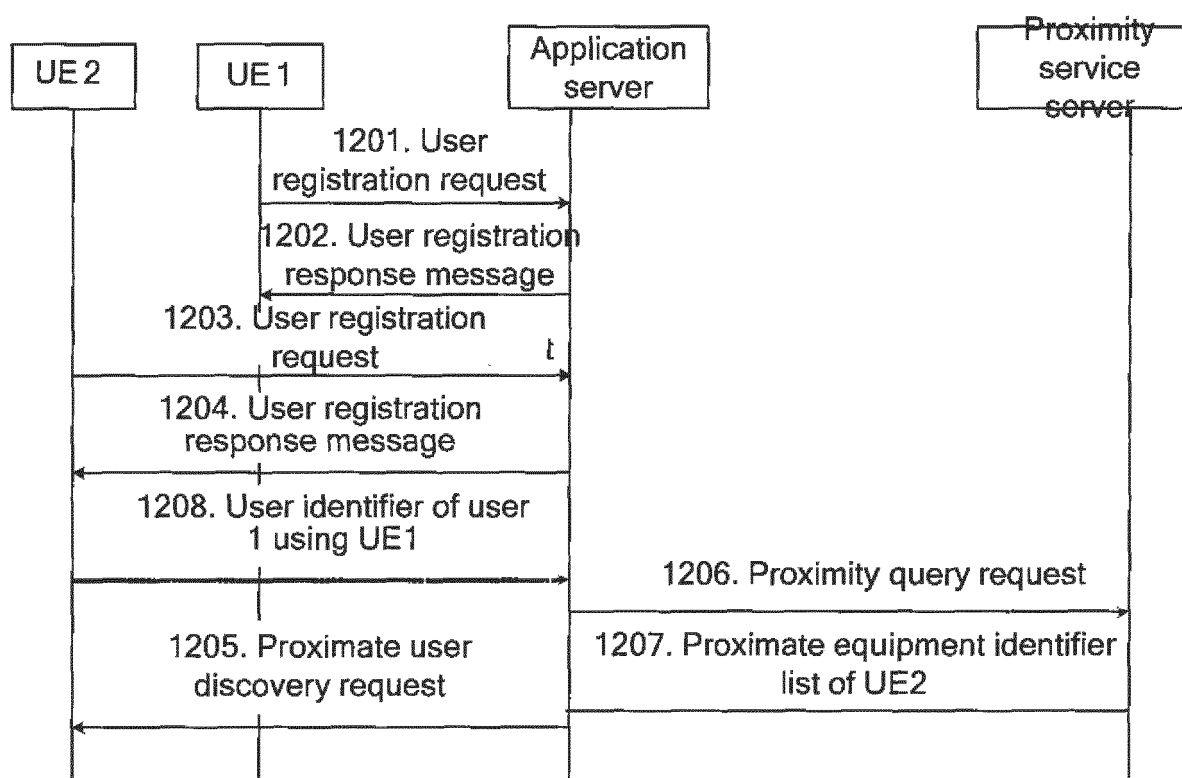 UE 2
UE 1
Application
server
Proximity
service
server
1201. User
registration request
1202. User registration
response message
1203. User registration
request
t
1204. User registration
response message
1208. User identifier of user
1 using UE1
1206. Proximity query request
1205. Proximate user
discovery request
1207. Proximate equipment identifier
list of UE2